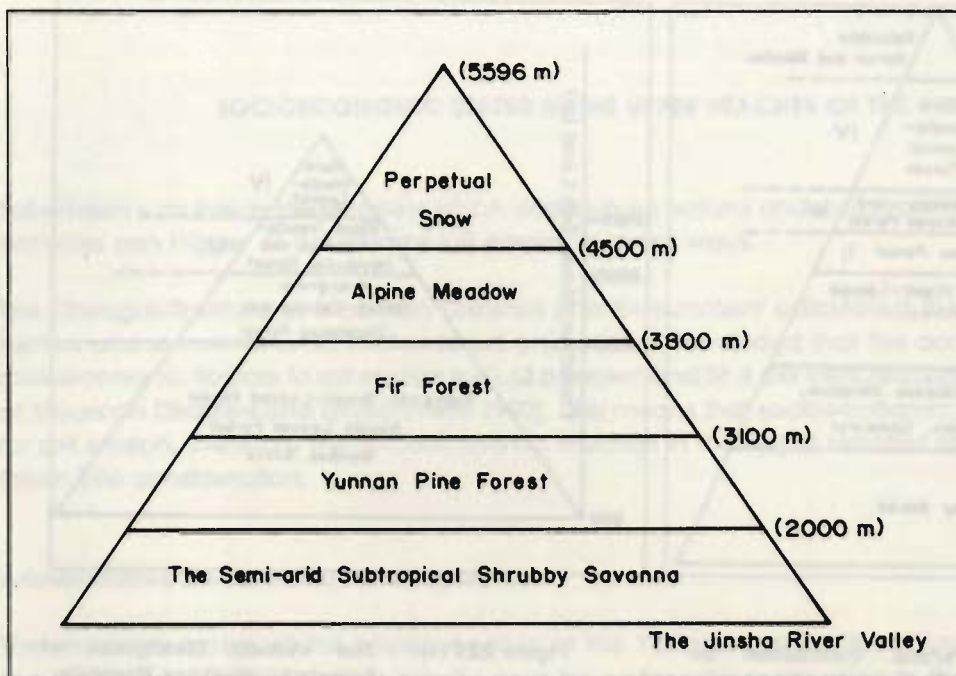 (5596 m)
Perpetual
Snow
(4500 m)
Alpine Meadow
(3800 m)
Fir Forest
(3100 m)
Yunnan Pine Forest
(2000 m)
The Semi-arid Subtropical Shrubby Savanna
The Jinsha River Valley